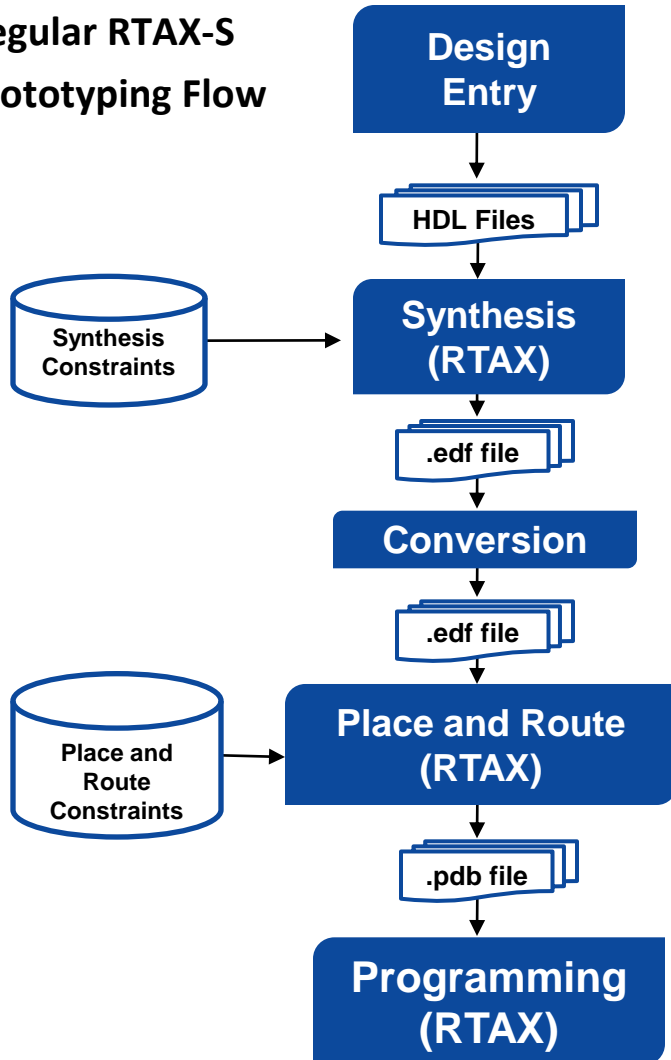 egular RTAX-S
ototyping Flow
Design
Entry
HDL Files
Synthesis
Constraints
Synthesis
(RTAX)
.edf file
Conversion
.edf file
Place and
Route
Constraints
Place and Route
(RTAX)
.pdb file
Programming
(RTAX)